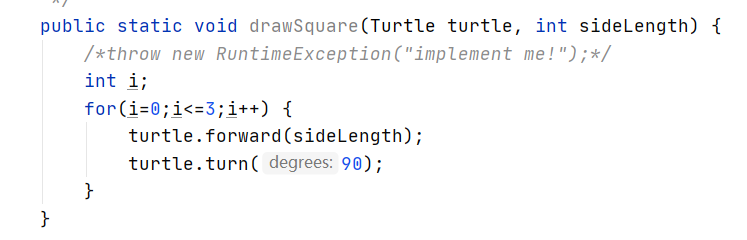 */
public static void drawSquare(Turtle turtle, int sideLength) {
/*throw new RuntimeException("implement me!");*/
int i;
for(i=0;i<=3;i++) {
turtle.forward(sideLength);
turtle.turn( degrees: 90);
}
}